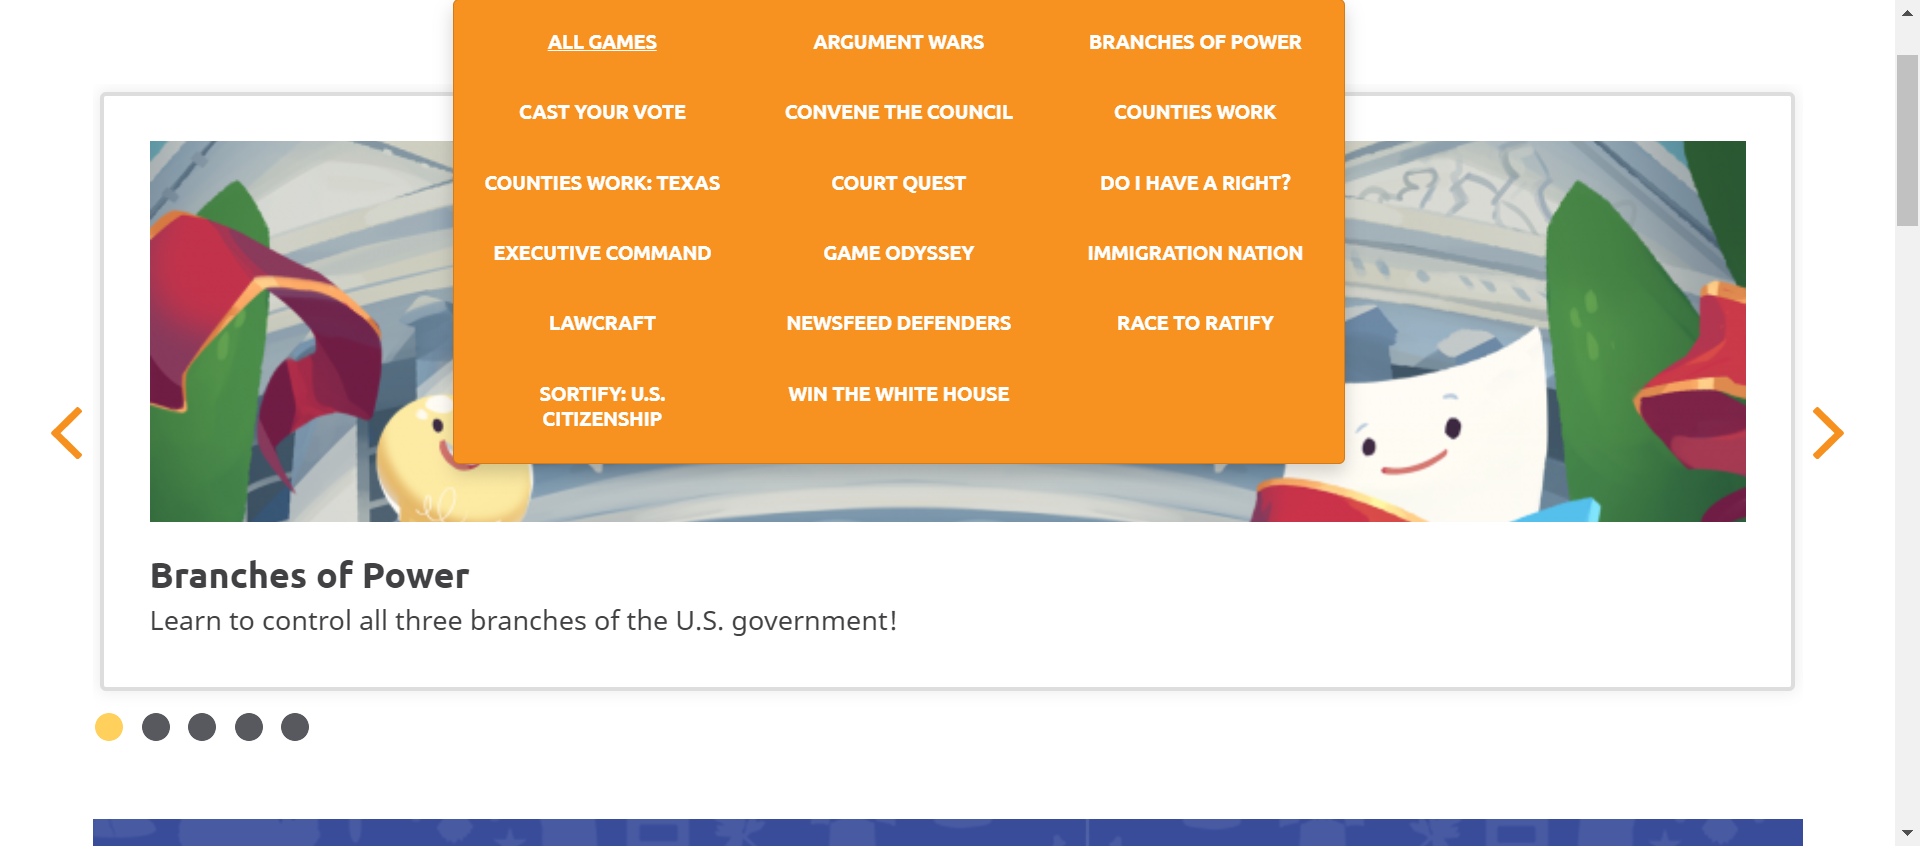 ALL GAMES
ARGUMENT WARS
BRANCHES OF POWER
CAST YOUR VOTE
CONVENE THE COUNCIL
COUNTIES WORK
COUNTIES WORK: TEXAS
COURT QUEST
DO I HAVE A RIGHT?
EXECUTIVE COMMAND
GAME ODYSSEY
IMMIGRATION NATION
LAWCRAFT
NEWSFEED DEFENDERS
RACE TO RATIFY
SORTIFY: U.S.
CITIZENSHIP
WIN THE WHITE HOUSE
Branches of Power
Learn to control all three branches of the U.S. government!